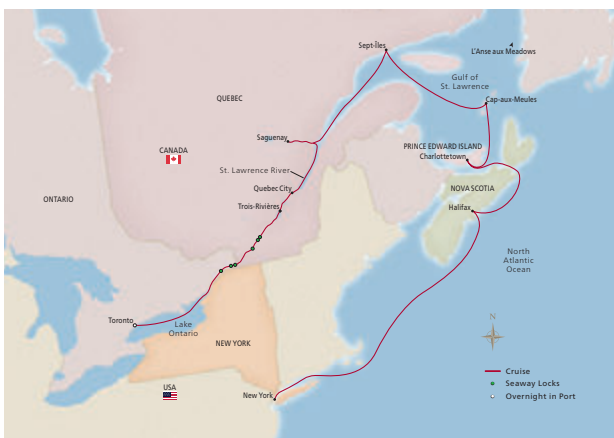 Sept-Îles
L'Anse aux Meadows
Gulf of
St. Lawrence
QUEBEC
Cap-aux-Meules
Saguenay
PRINCE EDWARD ISLAND
Charlottetown
CANADA
St. Lawrence River
Quebec City
NOVA SCOTIA
ONTARIO
Trois-Rivières
Halifax
North
Atlantic
Ocean
Toronto
Lake
Ontario
N
NEW YORK
Cruise
USA
Seaway Locks
New York
Overnight in Port